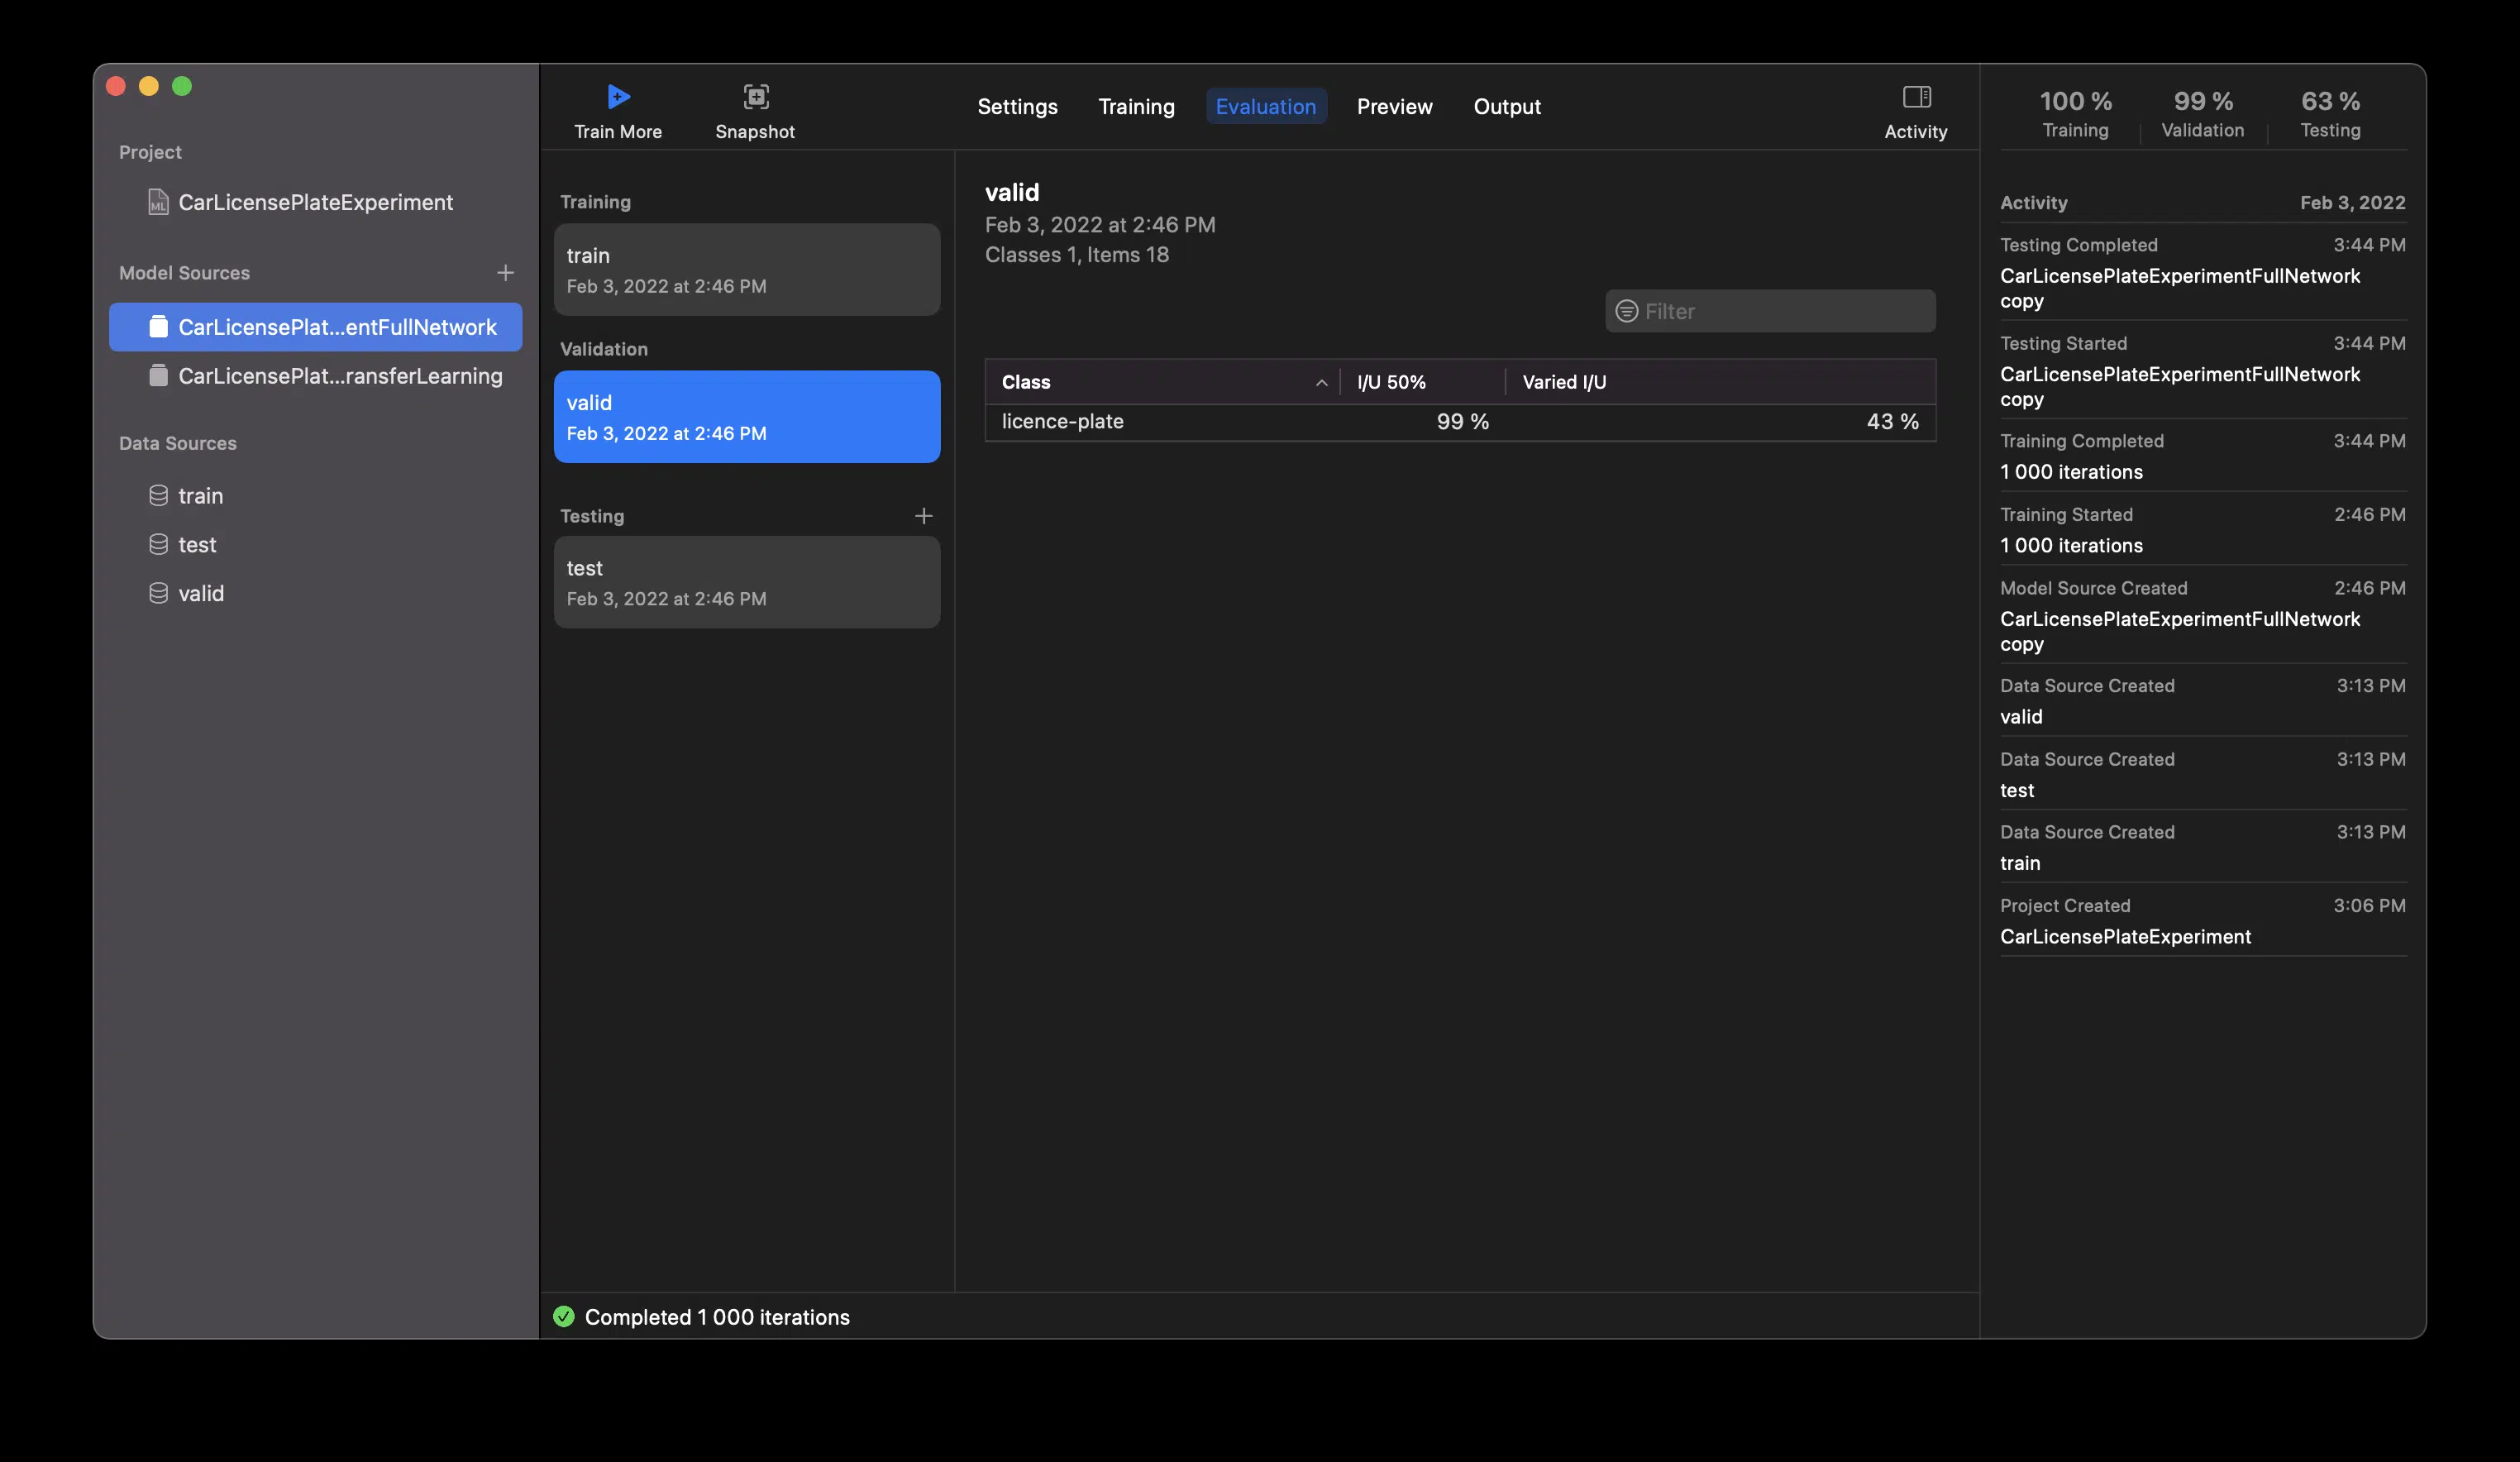 Project
CarLicensePlateExperiment
Model Sources
CarLicensePlat...entFullNetwork
CarLicensePlat...ransferLearning
Data Sources
train
test
valid
Train More
Snapshot
Settings
Training
Evaluation
Preview
Output
Activity
Training
train
Feb 3, 2022 at 2:46 PM
Validation
valid
Feb 3, 2022 at 2:46 PM
Testing
test
Feb 3, 2022 at 2:46 PM
valid
Feb 3, 2022 at 2:46 PM
Classes 1, Items 18
Filter
Class I/U 50% Varied I/U
licence-plate 99 % 43 %
Completed 1 000 iterations
100 % 99 % 63 %
Training Validation Testing
Activity Feb 3, 2022
Testing Completed 3:44 PM
CarLicensePlateExperimentFullNetwork
copy
Testing Started 3:44 PM
CarLicensePlateExperimentFullNetwork
copy
Training Completed 3:44 PM
1 000 iterations
Training Started 2:46 PM
1 000 iterations
Model Source Created 2:46 PM
CarLicensePlateExperimentFullNetwork
copy
Data Source Created 3:13 PM
valid
Data Source Created 3:13 PM
test
Data Source Created 3:13 PM
train
Project Created 3:06 PM
CarLicensePlateExperiment